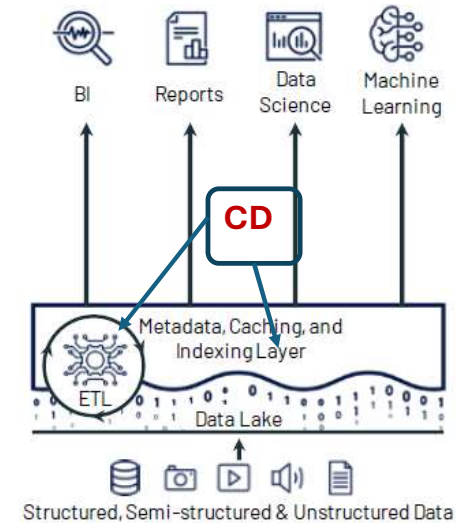 BI
Reports
Data
Science
Machine
Learning
CD
Metadata, Caching, and
Indexing Layer
ETL
Data Lake
Structured, Semi-structured & Unstructured Data